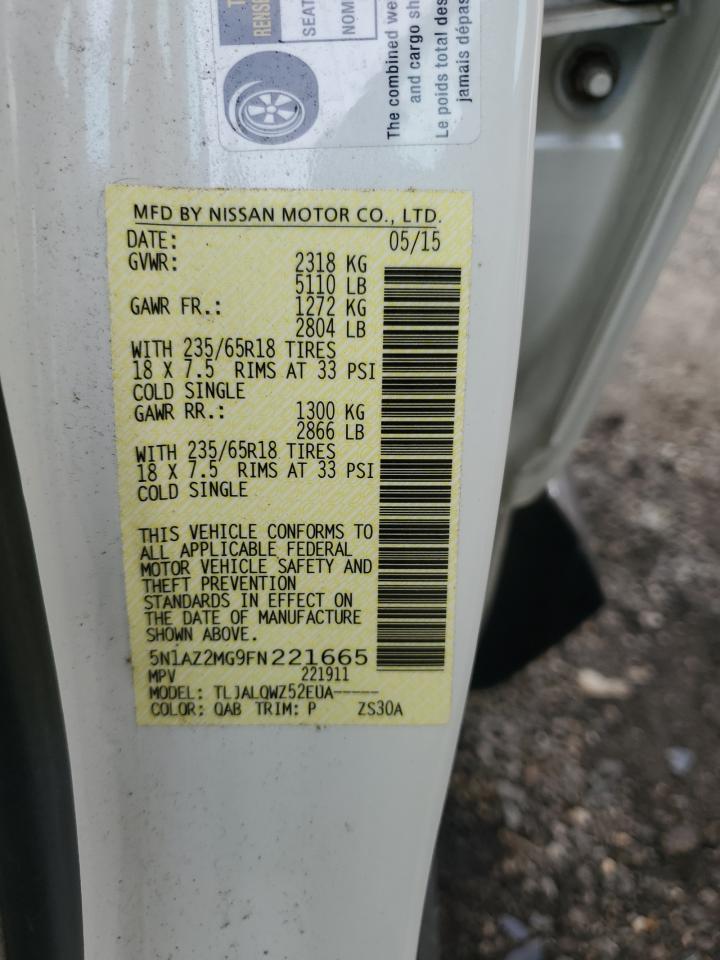 SEAT
NOM
The combined we
and cargo sh
Le poids total des
jamais dépas
MFD BY NISSAN MOTOR CO., LTD.
DATE: 05/15
GVWR: 2318 KG
5110 LB
GAWR FR.: 1272 KG
2804 LB
WITH 235/65R18 TIRES
18 X 7.5 RIMS AT 33 PSI
COLD SINGLE
GAWR RR.: 1300 KG
2866 LB
WITH 235/65R18 TIRES
18 X 7.5 RIMS AT 33 PSI
COLD SINGLE
THIS VEHICLE CONFORMS TO
ALL APPLICABLE FEDERAL
MOTOR VEHICLE SAFETY AND
THEFT PREVENTION
STANDARDS IN EFFECT ON
THE DATE OF MANUFACTURE
SHOWN ABOVE.
5N1AZ2MG9FN221665
MPV 221911
MODEL: TLJALQWZ52EUA-----
COLOR: QAB TRIM: P ZS30A